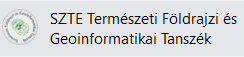 SZTE Természeti Földrajzi és
Geoinformatikai Tanszék